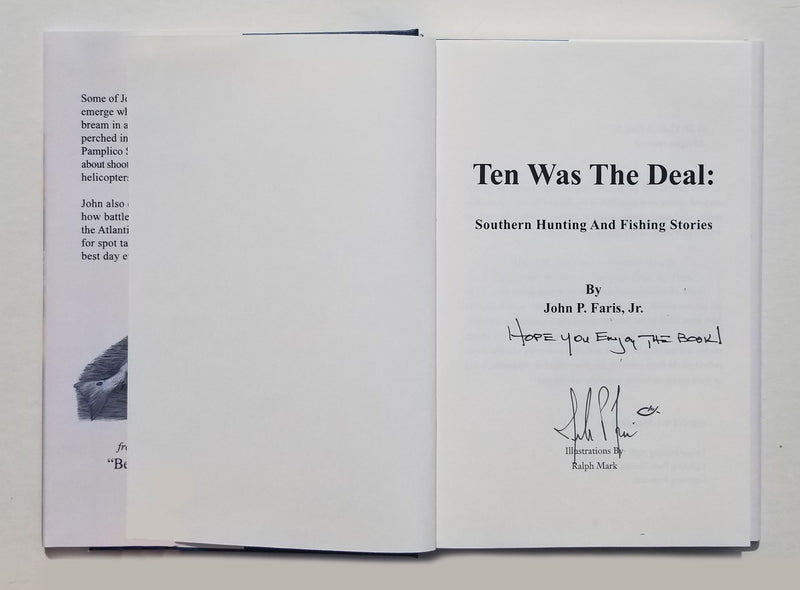 Some of Jo
emerge wh
bream in a
perched in
Pamplico S
about shoot
helicopters
John also
how battle
the Atlanti
for spot ta
best day e
fr
"Be
Ten Was The Deal:
Southern Hunting And Fishing Stories
By
John P. Faris, Jr.
HOPE you Enjoy THE BOOK!
Illustrations By
Ralph Mark